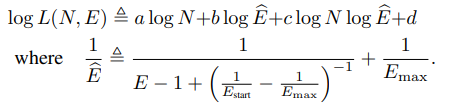 log L(N, E) ≜ a log N+b log Ê+c log N log Ê+d
where 1/Ê ≜ 1/(E − 1 + (1/E_start − 1/E_max)^−1) + 1/E_max.